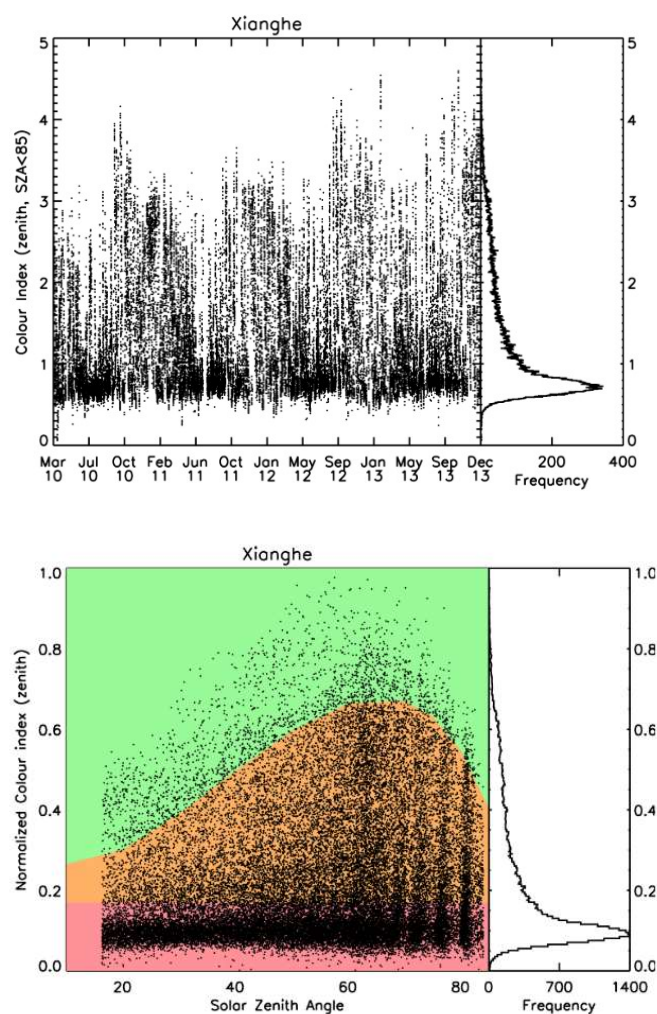 Xianghe
5 5
4 4
3 3
2 2
1 1
0 0
Colour Index (zenith, SZA<85)
Mar Jul Oct Feb Jun Oct Jan May Sep Jan May Sep Dec
10 10 10 11 11 11 12 12 12 13 13 13 13
200 400
Frequency
Xianghe
1.0 1.0
0.8 0.8
0.6 0.6
0.4 0.4
0.2 0.2
0.0 0.0
Normalized Colour index (zenith)
20 40 60 80 0 700 1400
Solar Zenith Angle Frequency